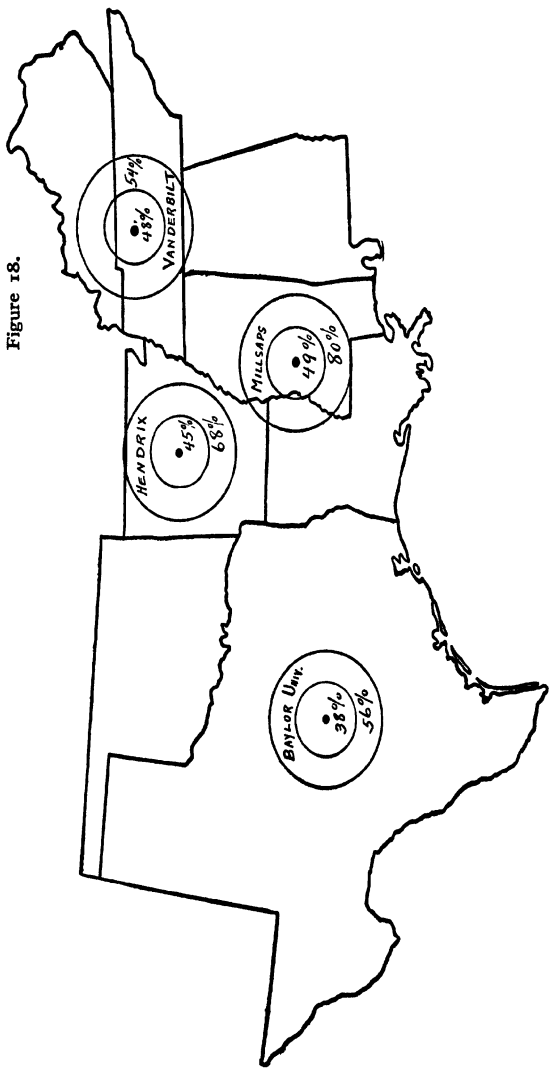 Figure 18.
BAYLOR UNIV.
38%
56%
HENDRIX
45%
68%
MILLSAPS
49%
80%
54%
48%
VANDERBILT